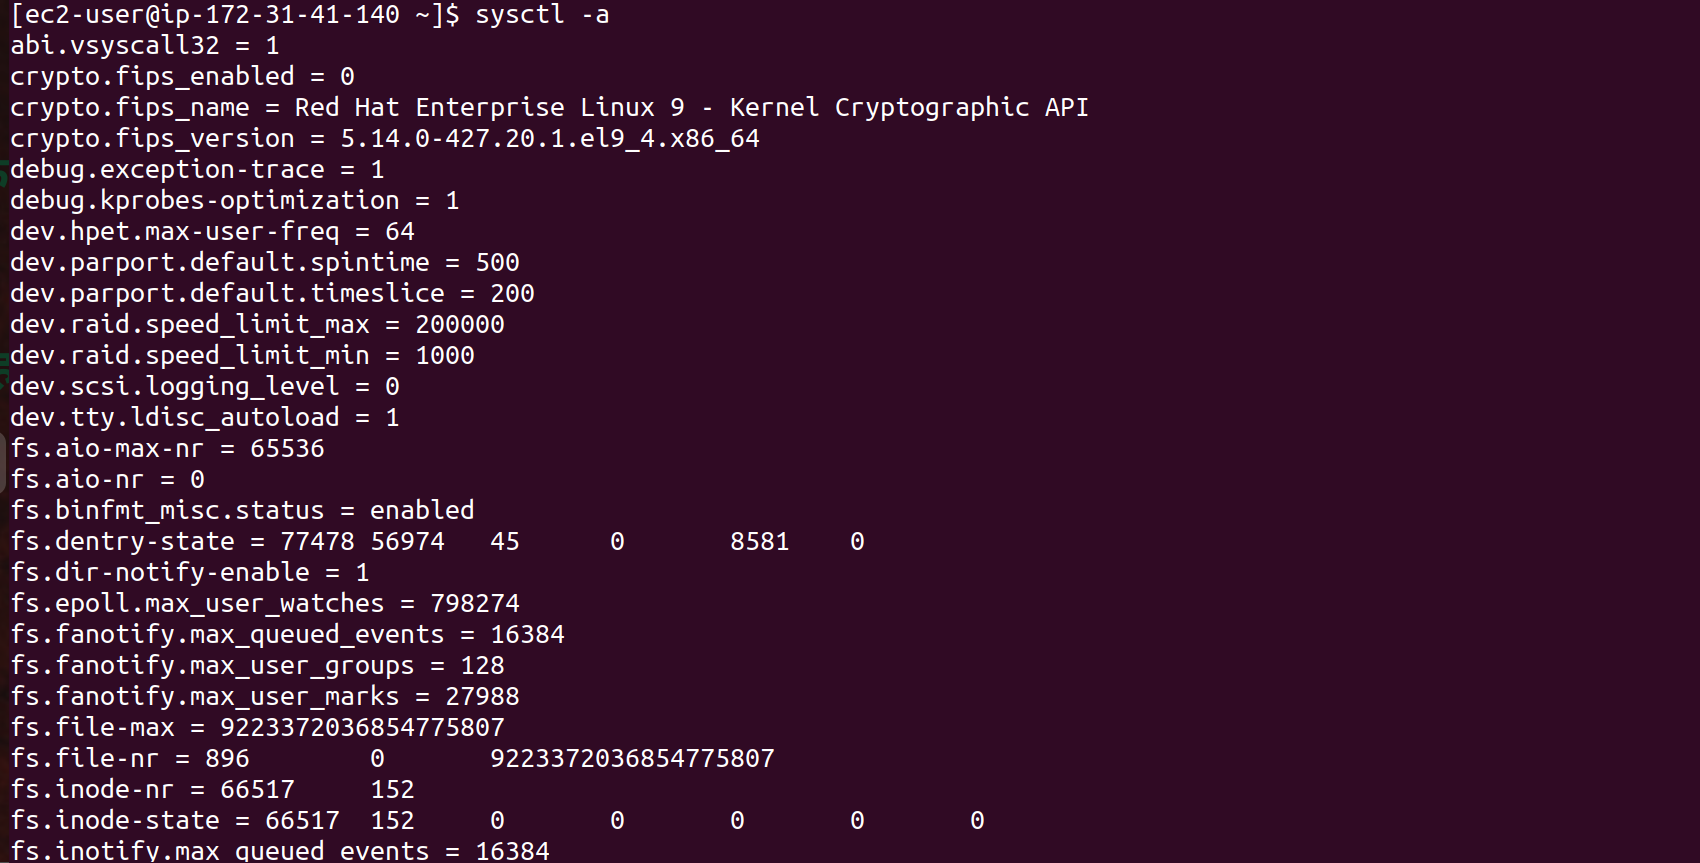 [ec2-user@ip-172-31-41-140 ~]$ sysctl -a
abi.vsyscall32 = 1
crypto.fips_enabled = 0
crypto.fips_name = Red Hat Enterprise Linux 9 - Kernel Cryptographic API
crypto.fips_version = 5.14.0-427.20.1.el9_4.x86_64
debug.exception-trace = 1
debug.kprobes-optimization = 1
dev.hpet.max-user-freq = 64
dev.parport.default.spintime = 500
dev.parport.default.timeslice = 200
dev.raid.speed_limit_max = 200000
dev.raid.speed_limit_min = 1000
dev.scsi.logging_level = 0
dev.tty.ldisc_autoload = 1
fs.aio-max-nr = 65536
fs.aio-nr = 0
fs.binfmt_misc.status = enabled
fs.dentry-state = 77478 56974   45      0       8581    0
fs.dir-notify-enable = 1
fs.epoll.max_user_watches = 798274
fs.fanotify.max_queued_events = 16384
fs.fanotify.max_user_groups = 128
fs.fanotify.max_user_marks = 27988
fs.file-max = 9223372036854775807
fs.file-nr = 896        0       9223372036854775807
fs.inode-nr = 66517     152
fs.inode-state = 66517  152     0       0       0       0       0
fs.inotify.max_queued_events = 16384